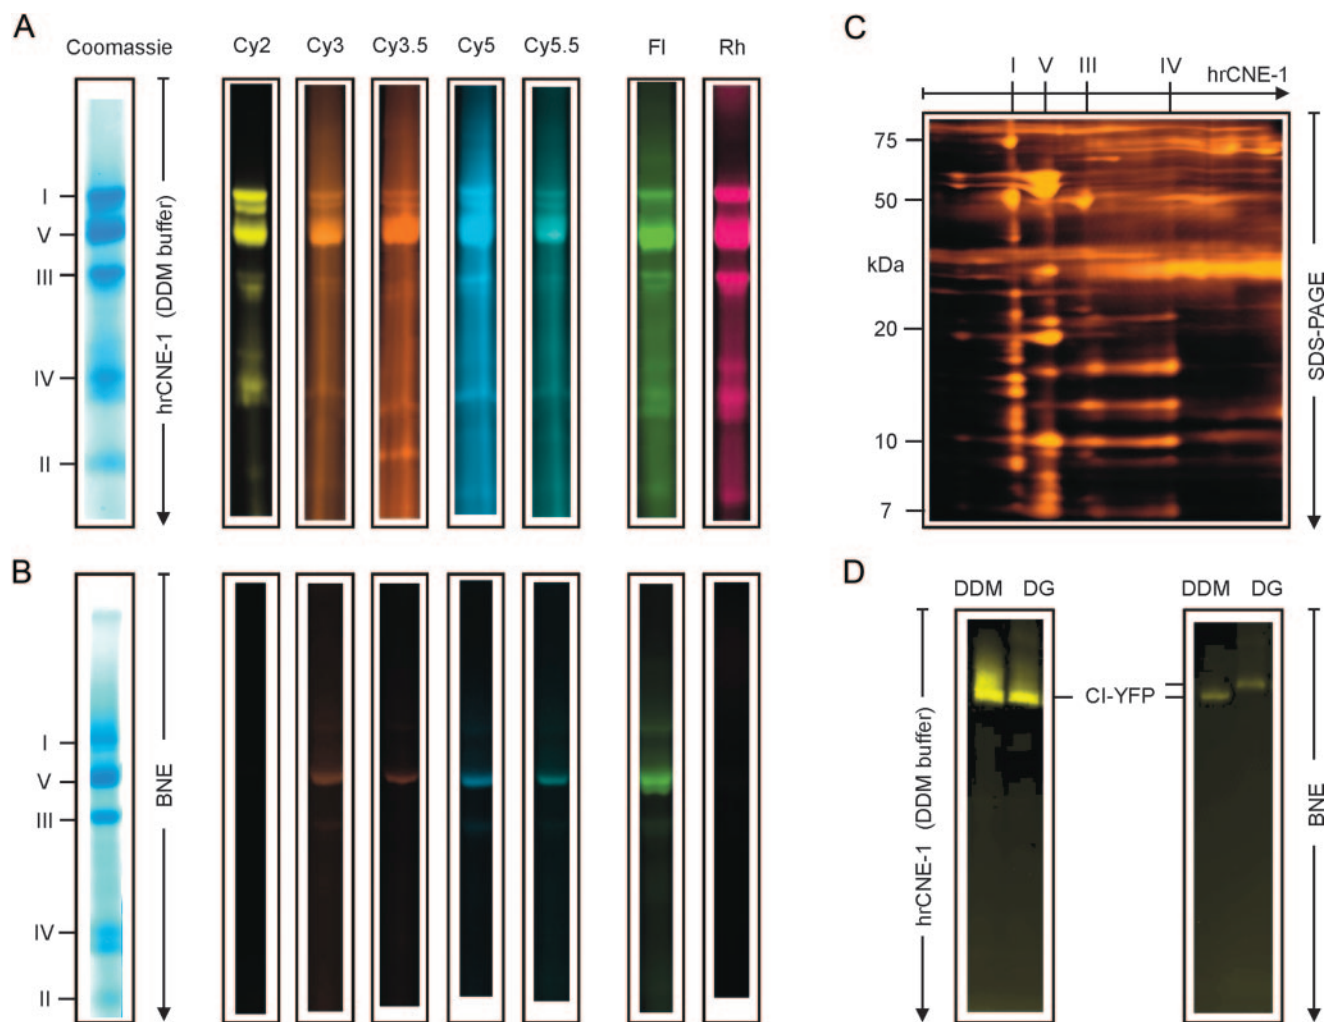 A
Coomassie Cy2 Cy3 Cy3.5 Cy5 Cy5.5 Fl Rh
I
V
III
IV
II
hrCNE-1 (DDM buffer)
B
I
V
III
IV
II
BNE
C
I V III IV
hrCNE-1
75
50
kDa
20
10
7
SDS-PAGE
D
DDM DG DDM DG
CI-YFP
hrCNE-1 (DDM buffer)
BNE